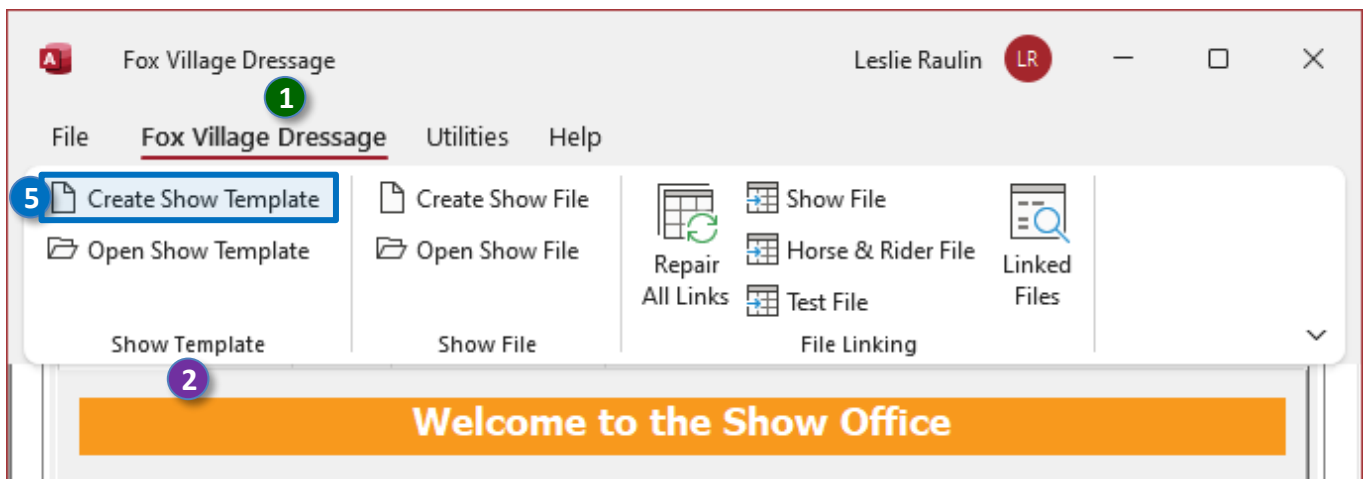 A Fox Village Dressage Leslie Raulin LR
1
File Fox Village Dressage Utilities Help
5 Create Show Template
Open Show Template
Show Template
2
Create Show File
Open Show File
Show File
Repair
All Links
Show File
Horse & Rider File
Test File
Linked
Files
File Linking
Welcome to the Show Office